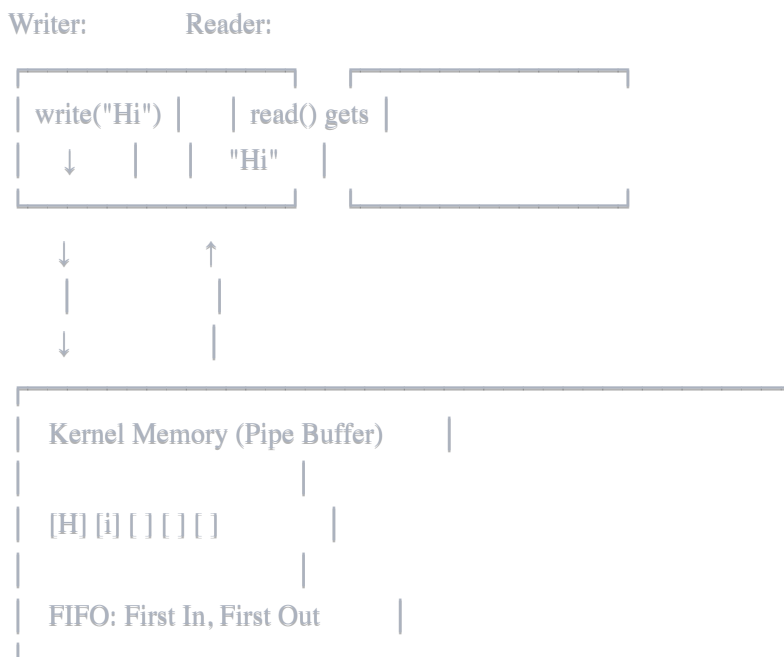 Writer: Reader:
write("Hi") read() gets
↓ "Hi"
↓ ↑
↓
Kernel Memory (Pipe Buffer)
[H] [i] [ ] [ ] [ ]
FIFO: First In, First Out